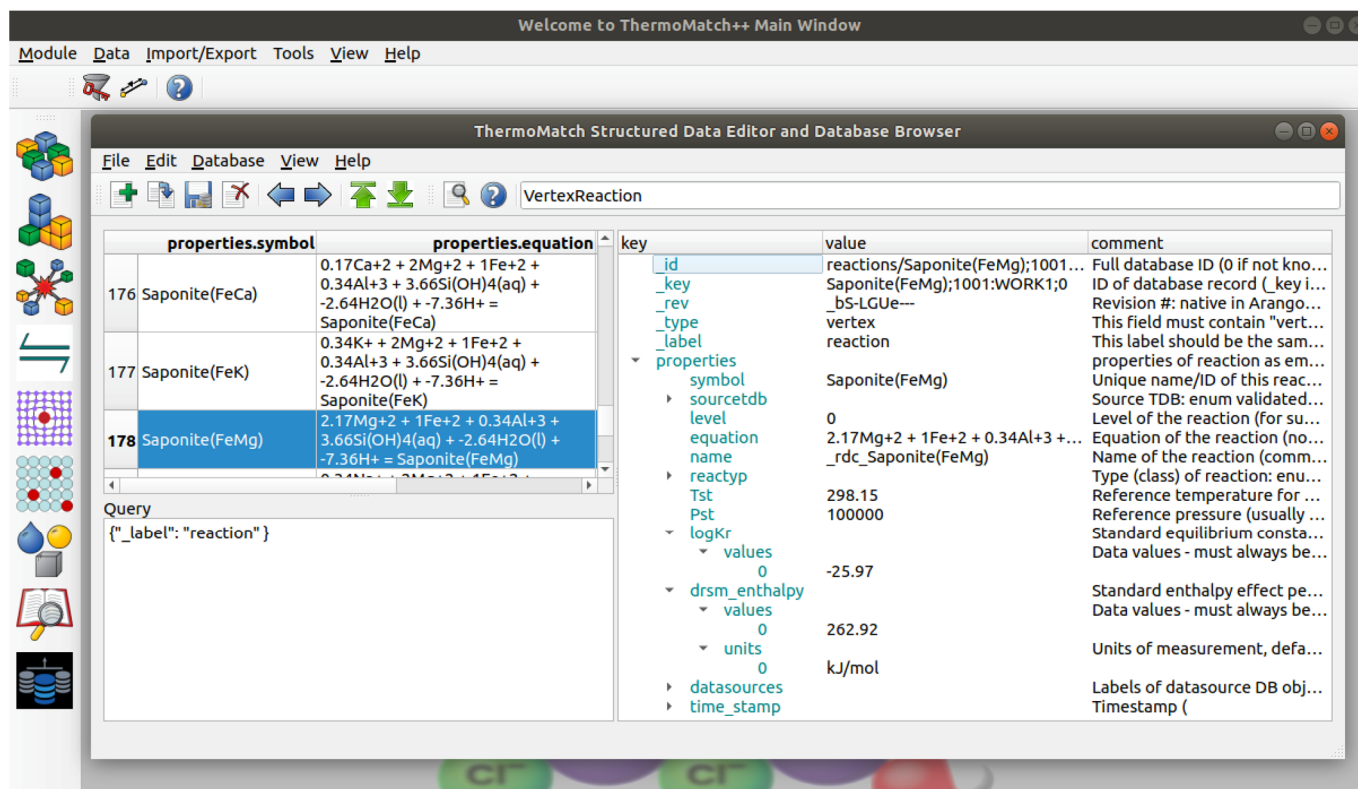 Welcome to ThermoMatch++ Main Window
Module Data Import/Export Tools View Help
ThermoMatch Structured Data Editor and Database Browser
File Edit Database View Help
VertexReaction
properties.symbol properties.equation
176 Saponite(FeCa)
0.17Ca+2 + 2Mg+2 + 1Fe+2 +
0.34Al+3 + 3.66Si(OH)4(aq) +
-2.64H2O(l) + -7.36H+ =
Saponite(FeCa)
177 Saponite(FeK)
0.34K+ + 2Mg+2 + 1Fe+2 +
0.34Al+3 + 3.66Si(OH)4(aq) +
-2.64H2O(l) + -7.36H+ =
Saponite(FeK)
178 Saponite(FeMg)
2.17Mg+2 + 1Fe+2 + 0.34Al+3 +
3.66Si(OH)4(aq) + -2.64H2O(l) +
-7.36H+ = Saponite(FeMg)
Query
{"_label": "reaction" }
key value comment
_id reactions/Saponite(FeMg);1001... Full database ID (0 if not kno...
_key Saponite(FeMg);1001:WORK1;0 ID of database record (_key i...
_rev _bS-LGUe--- Revision #: native in Arango...
_type vertex This field must contain "vert...
_label reaction This label should be the sam...
properties properties of reaction as em...
symbol Saponite(FeMg) Unique name/ID of this reac...
sourcetdb Source TDB: enum validated...
level 0 Level of the reaction (for su...
equation 2.17Mg+2 + 1Fe+2 + 0.34Al+3 +... Equation of the reaction (no...
name _rdc_Saponite(FeMg) Name of the reaction (comm...
reactyp Type (class) of reaction: enu...
Tst 298.15 Reference temperature for ...
Pst 100000 Reference pressure (usually ...
logKr Standard equilibrium consta...
values Data values - must always be...
0 -25.97
drsm_enthalpy Standard enthalpy effect pe...
values Data values - must always be...
0 262.92
units Units of measurement, defa...
0 kJ/mol
datasources Labels of datasource DB obj...
time_stamp Timestamp (
Cl⁻ Cl⁻